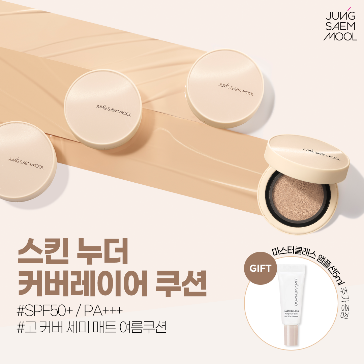 JUNG
SAEM
MOOL
스킨 누더
커버레이어 쿠션
#SPF50+ / PA+++
#고 커버 세미 매트 여름쿠션
GIFT